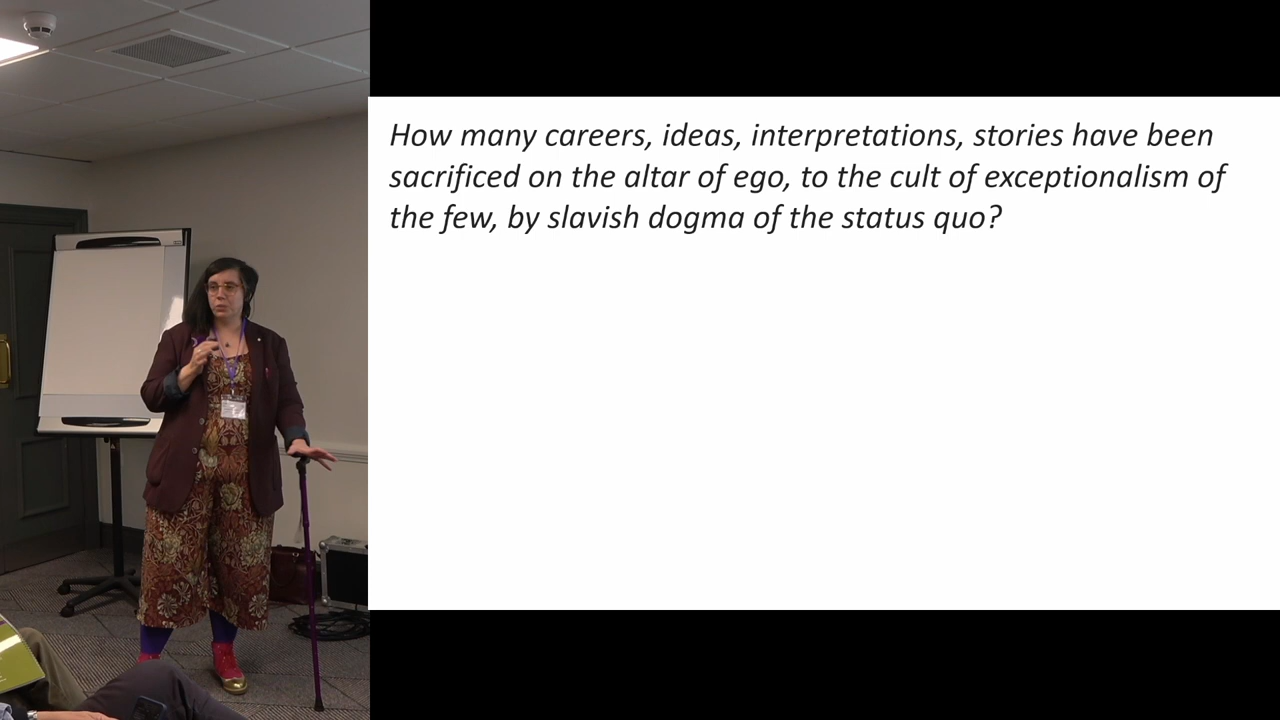 How many careers, ideas, interpretations, stories have been
sacrificed on the altar of ego, to the cult of exceptionalism of
the few, by slavish dogma of the status quo?